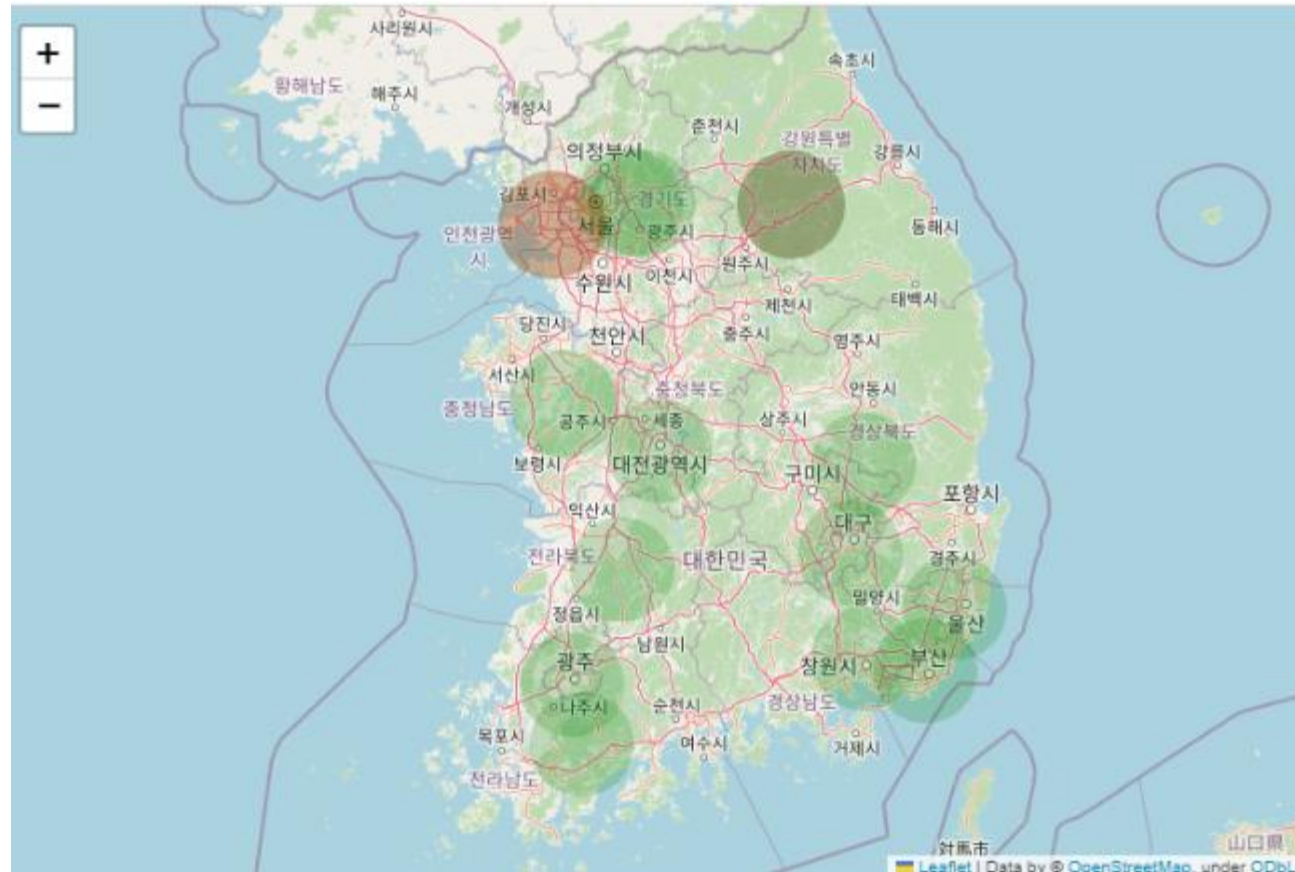 +
−
사리원시
속초시
황해남도
해주시
개성시
춘천시
강원특별
자치도
강릉시
의정부시
김포시
경기도
서울
광주시
동해시
인천광역
시
수원시
이천시
원주시
제천시
태백시
당진시
천안시
충주시
영주시
서산시
충청북도
안동시
충청남도
공주시
세종
상주시
경상북도
보령시
대전광역시
구미시
포항시
익산시
대구
전라북도
대한민국
경주시
정읍시
밀양시
울산
남원시
광주
창원시
부산
나주시
순천시
경상남도
목포시
여수시
거제시
전라남도
対馬市
山口県
Leaflet | Data by © OpenStreetMap, under ODbL